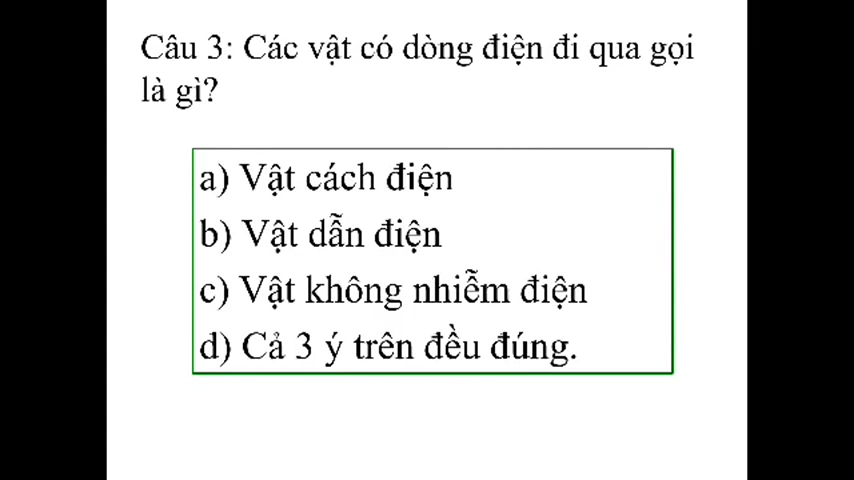 Câu 3: Các vật có dòng điện đi qua gọi
là gì?
a) Vật cách điện
b) Vật dẫn điện
c) Vật không nhiễm điện
d) Cả 3 ý trên đều đúng.